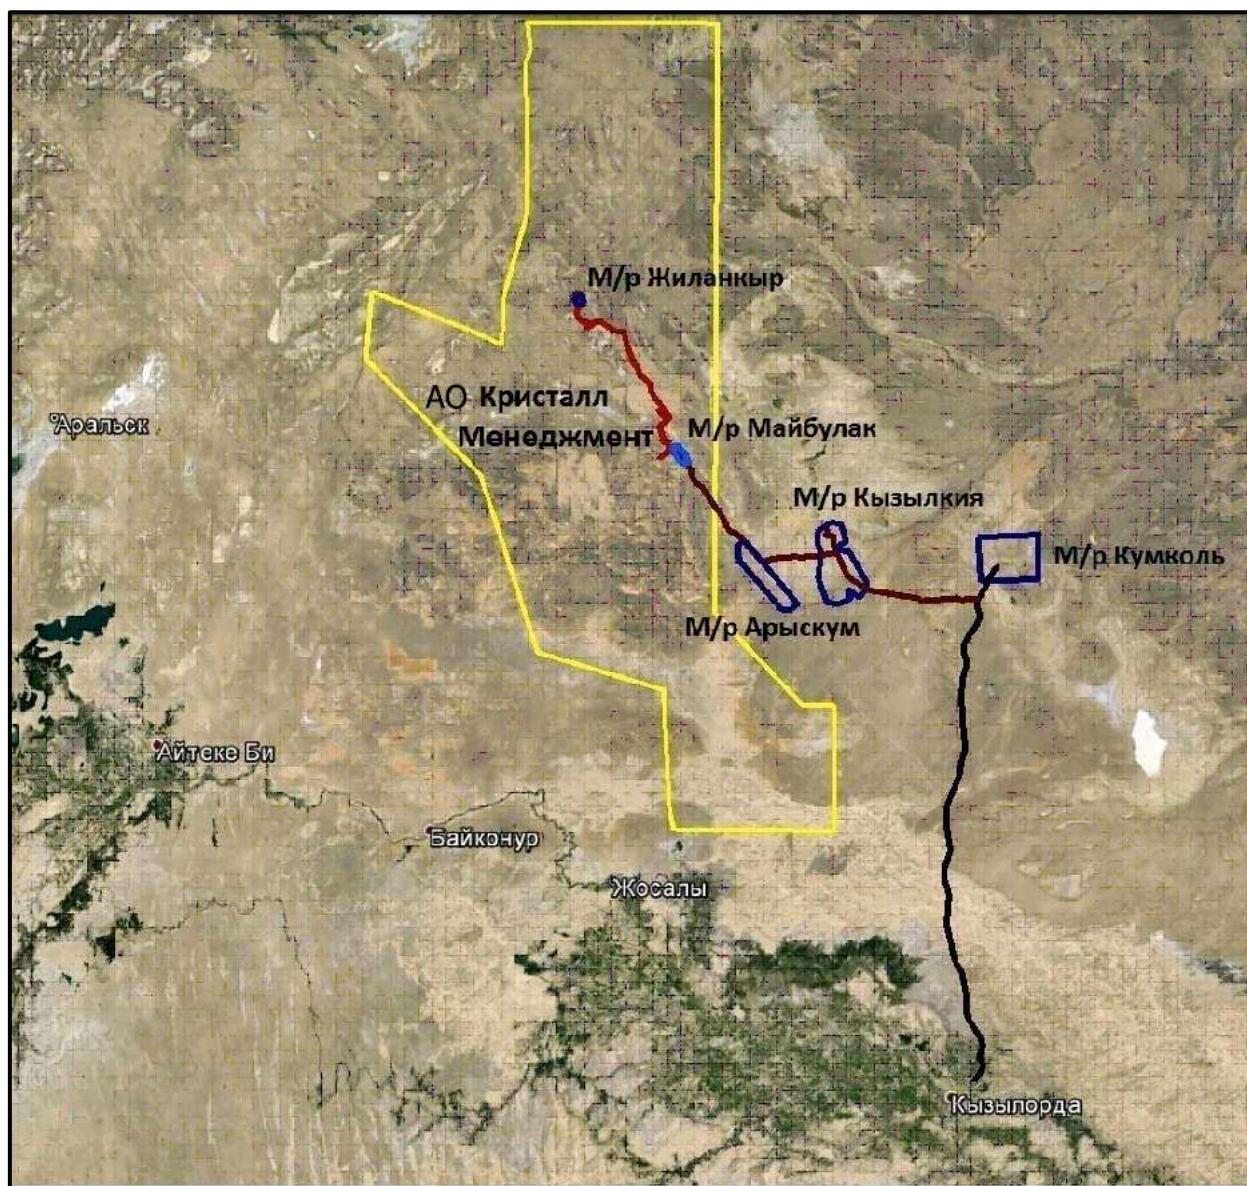 М/р Жиланкыр
АО Кристалл
Менеджмент
Аральск
М/р Майбулак
М/р Кызылкия
М/р Кумколь
М/р Арыскум
Айтеке Би
Байконур
Жосалы
Кызылорда